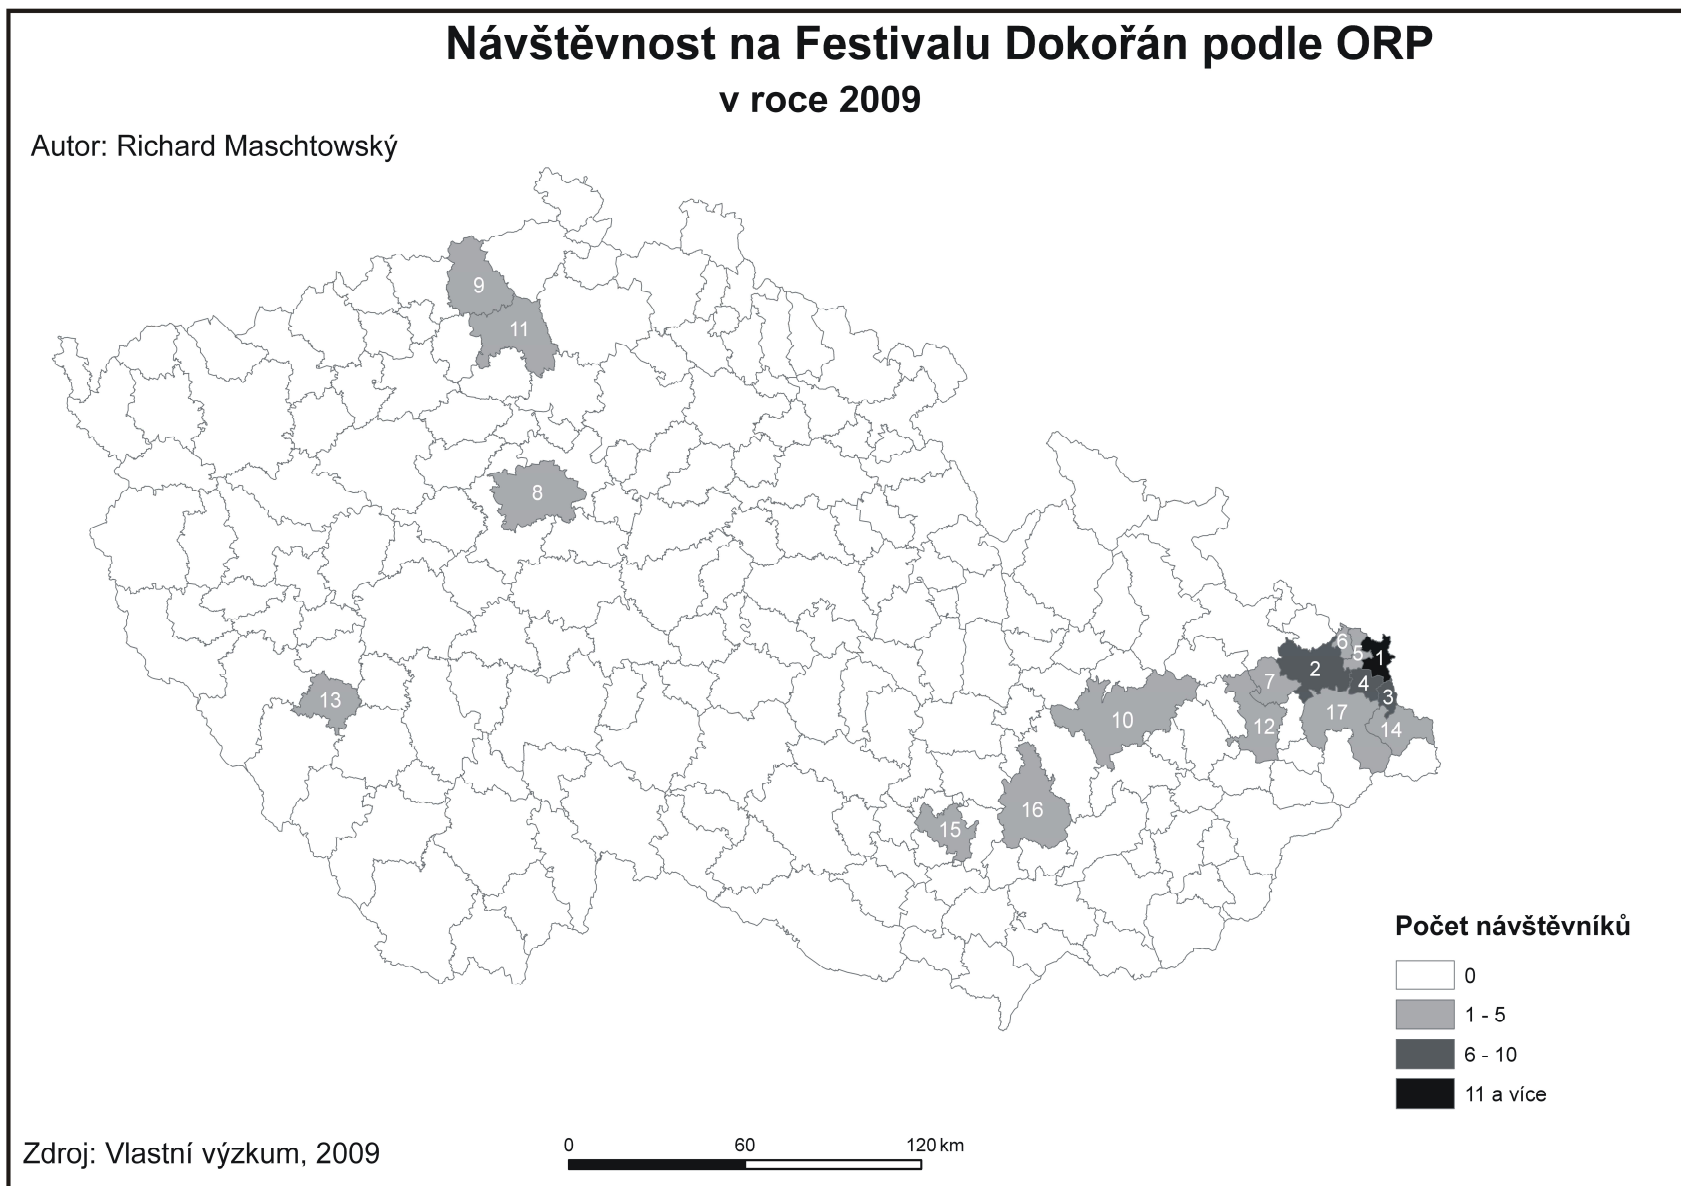 Návštěvnost na Festivalu Dokořán podle ORP
v roce 2009
Autor: Richard Maschtowský
9
11
8
13
6
5
1
2
7
4
3
10
12
17
14
16
15
Počet návštěvníků
0
1 - 5
6 - 10
11 a více
0 60 120 km
Zdroj: Vlastní výzkum, 2009